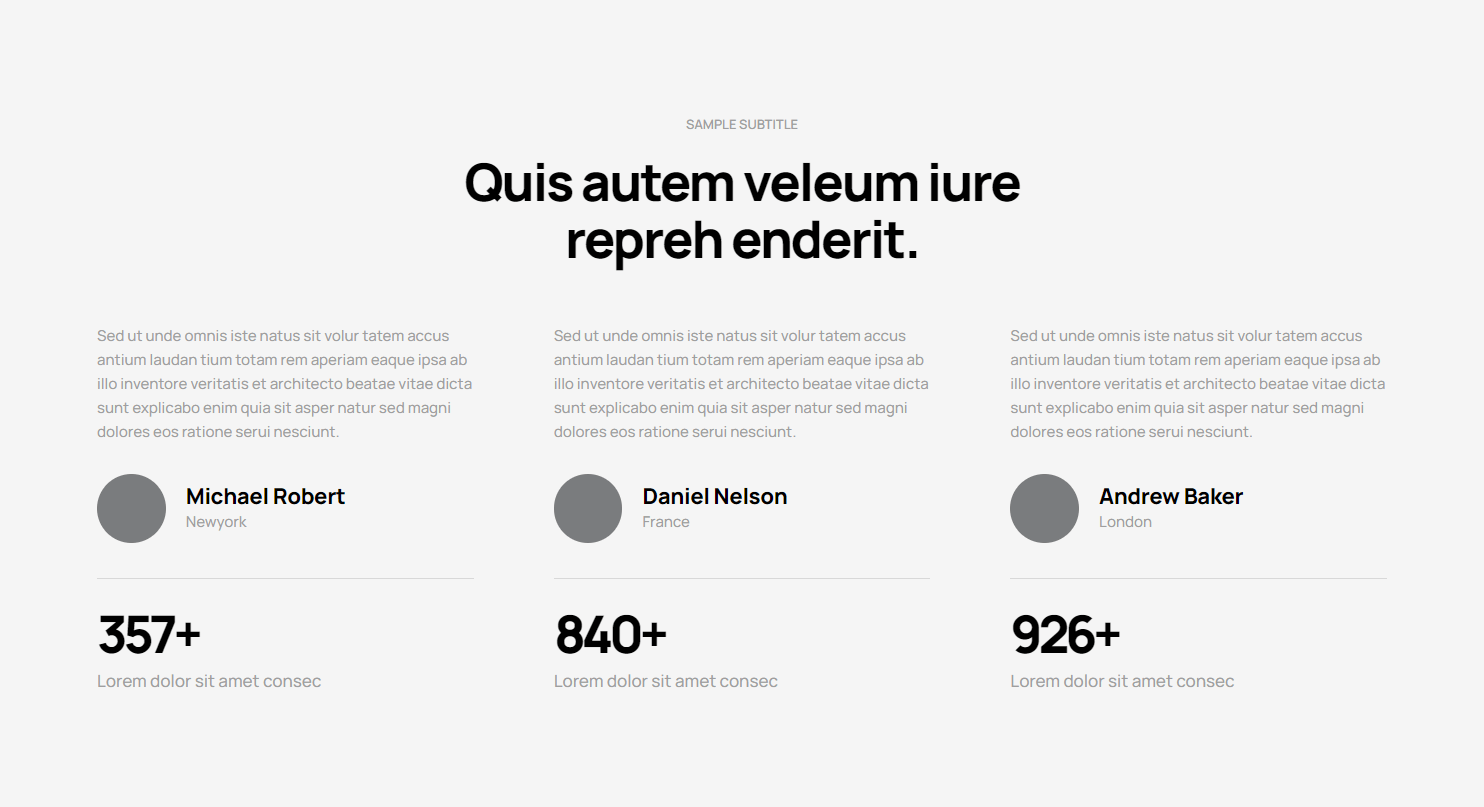 SAMPLE SUBTITLE
Quis autem veleum iure
repreh enderit.
Sed ut unde omnis iste natus sit volur tatem accus
antium laudan tium totam rem aperiam eaque ipsa ab
illo inventore veritatis et architecto beatae vitae dicta
sunt explicabo enim quia sit asper natur sed magni
dolores eos ratione serui nesciunt.
Michael Robert
Newyork
357+
Lorem dolor sit amet consec
Sed ut unde omnis iste natus sit volur tatem accus
antium laudan tium totam rem aperiam eaque ipsa ab
illo inventore veritatis et architecto beatae vitae dicta
sunt explicabo enim quia sit asper natur sed magni
dolores eos ratione serui nesciunt.
Daniel Nelson
France
840+
Lorem dolor sit amet consec
Sed ut unde omnis iste natus sit volur tatem accus
antium laudan tium totam rem aperiam eaque ipsa ab
illo inventore veritatis et architecto beatae vitae dicta
sunt explicabo enim quia sit asper natur sed magni
dolores eos ratione serui nesciunt.
Andrew Baker
London
926+
Lorem dolor sit amet consec